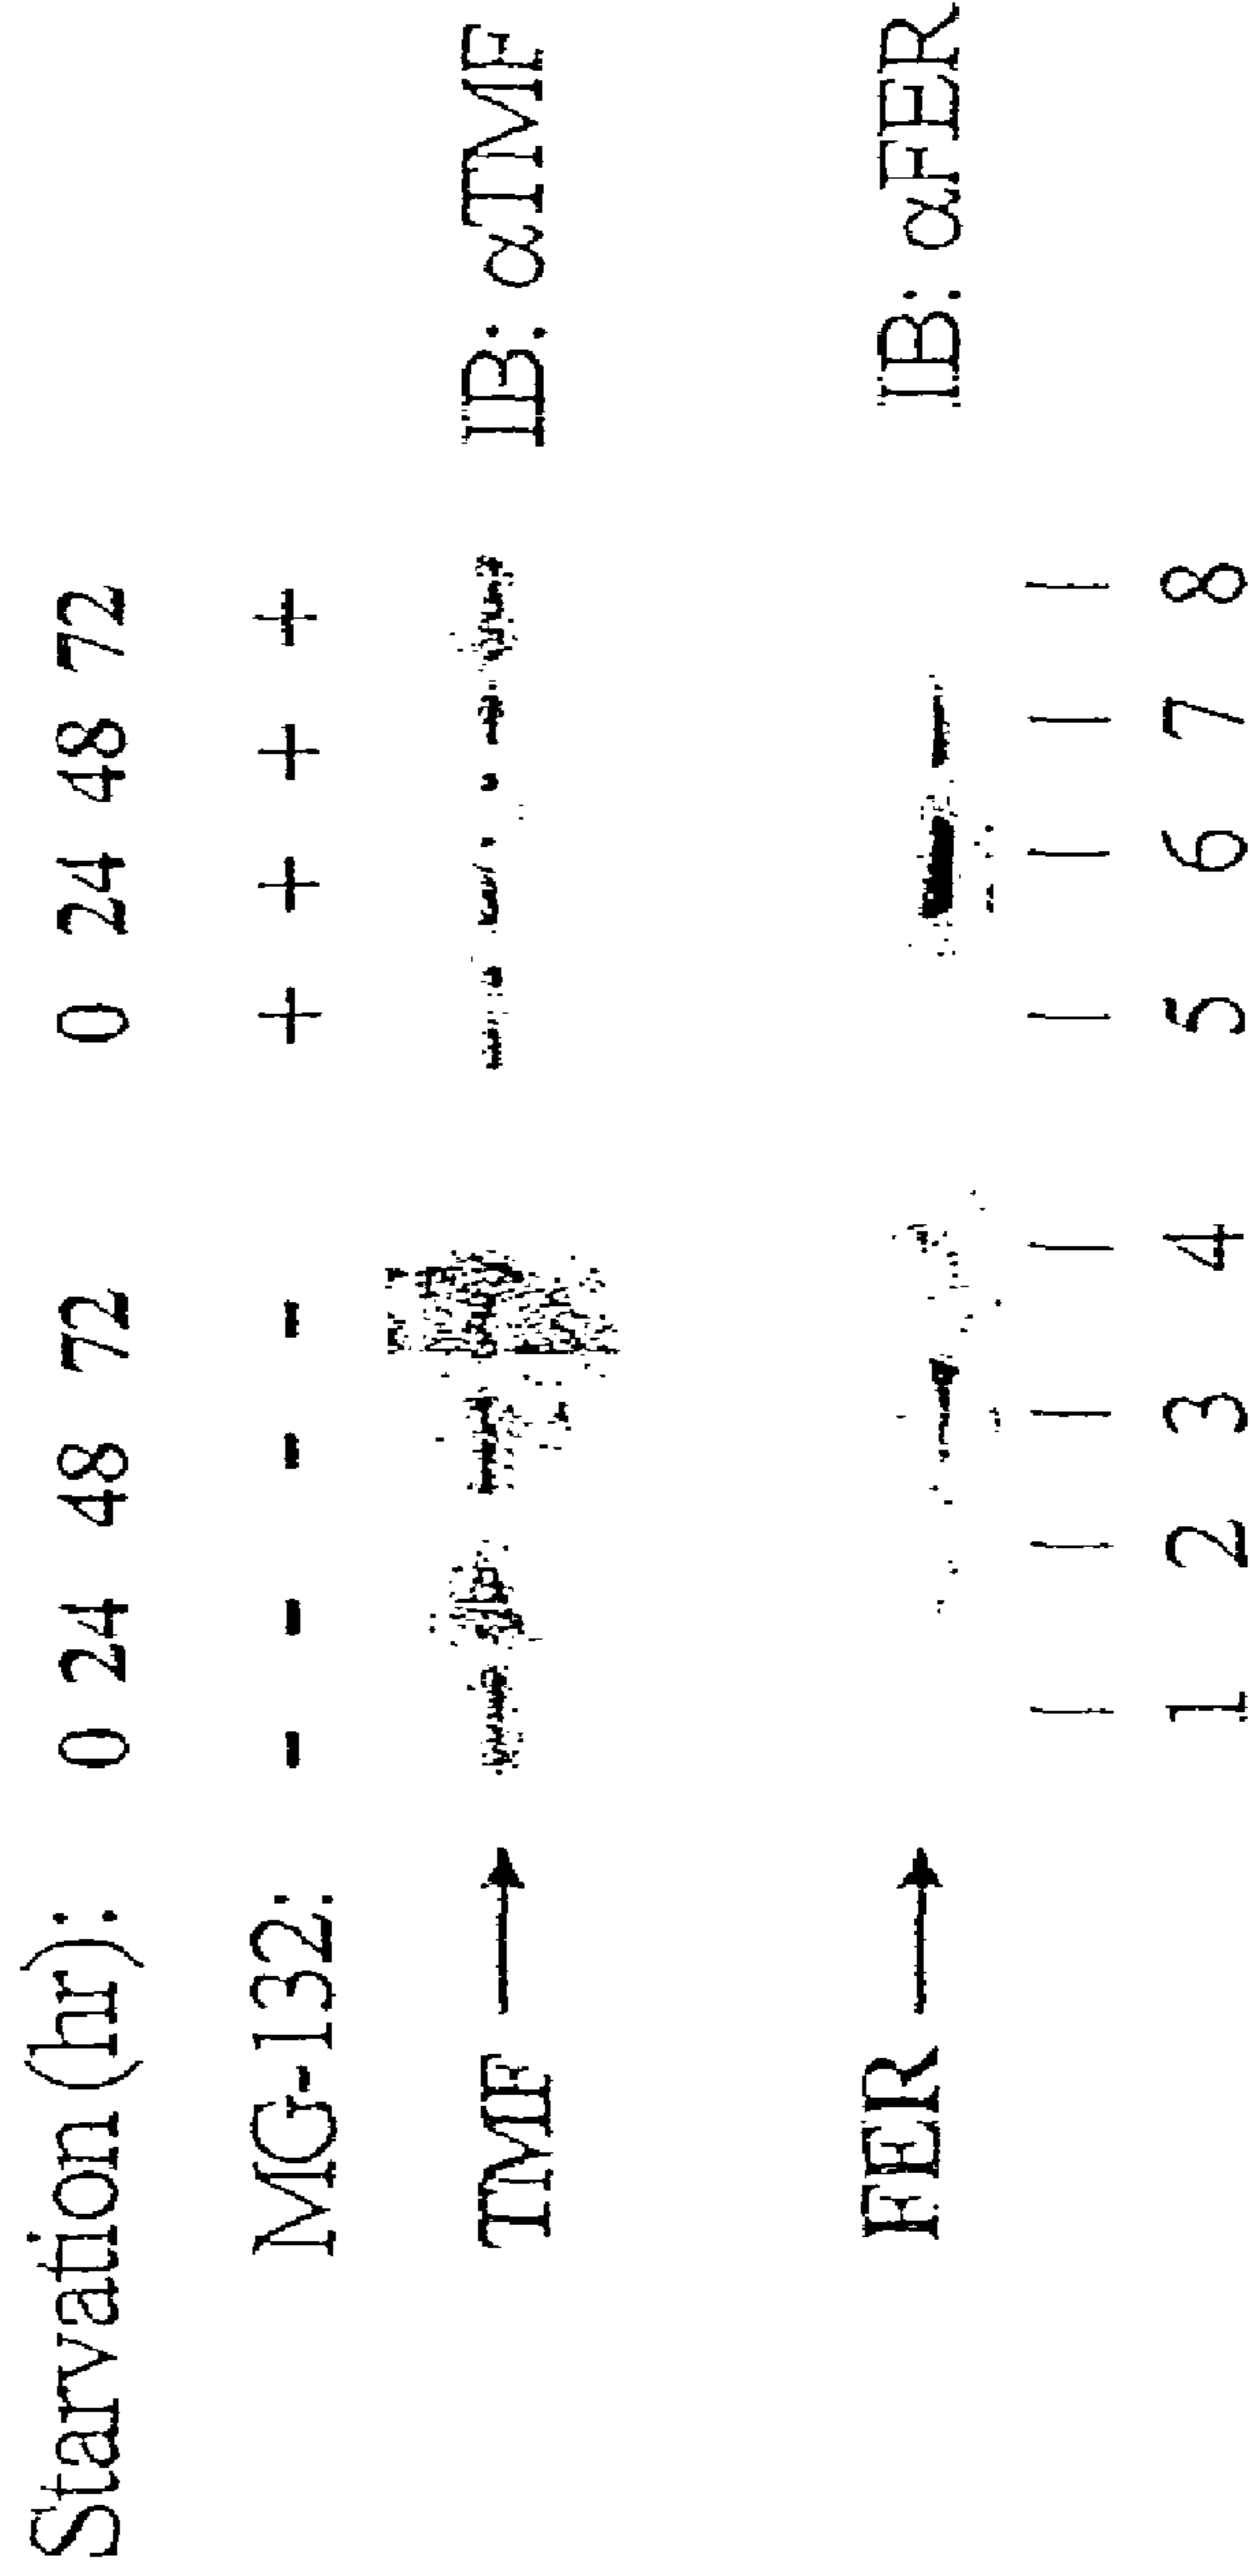 Starvation (hr): 0 24 48 72 0 24 48 72
MG-132: - - - - + + + +
TMF → IB: αTMF
FER → IB: αFER
1 2 3 4 5 6 7 8